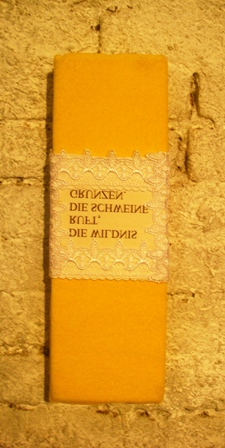 DIE WILDNIS
RUFT,
DIE SCHWEINE
GRUNZEN.